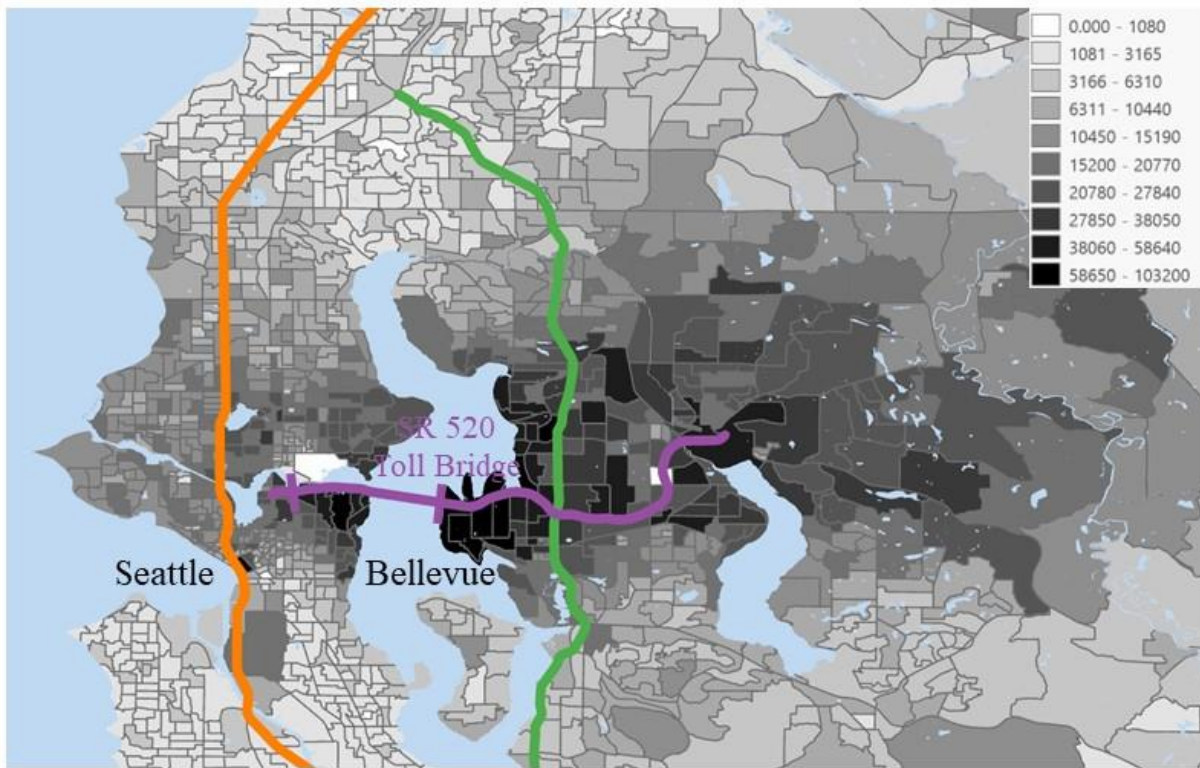 0.000 - 1080
1081 - 3165
3166 - 6310
6311 - 10440
10450 - 15190
15200 - 20770
20780 - 27840
27850 - 38050
38060 - 58640
58650 - 103200
SR 520
Toll Bridge
Seattle
Bellevue